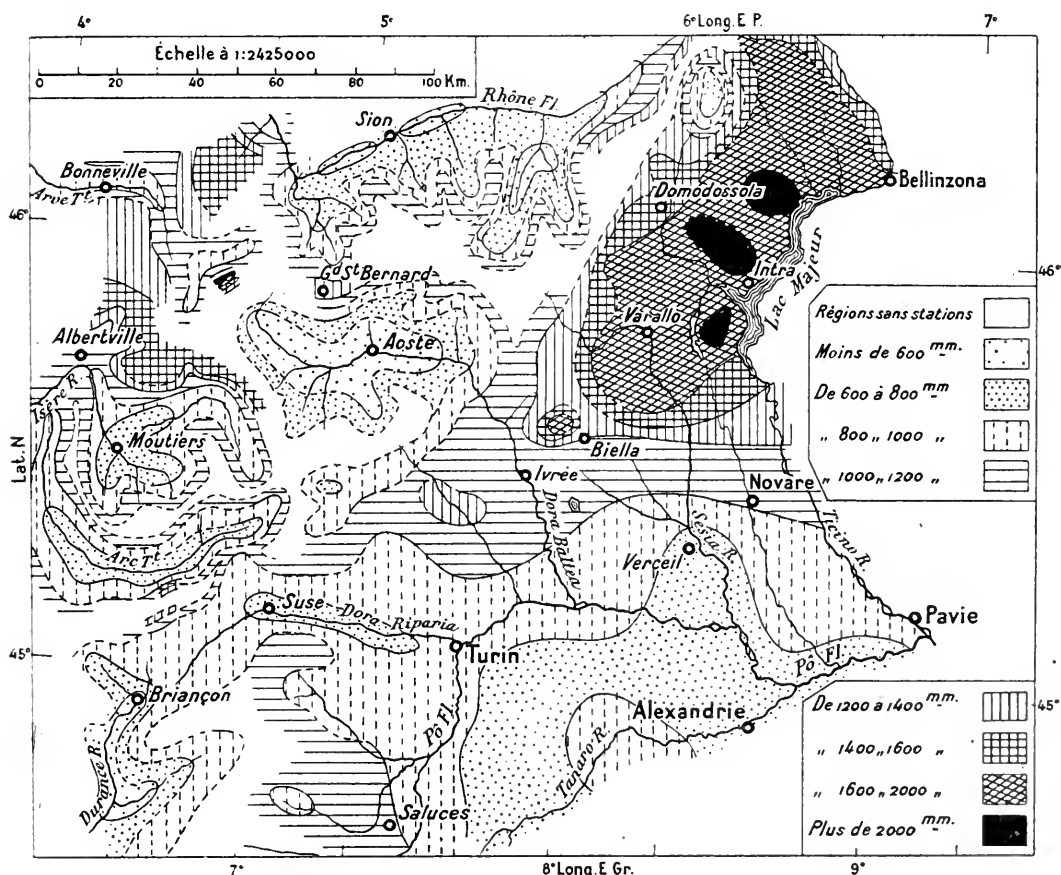 4°
5°
6° Long. E P.
7°
Échelle à 1:2425000
0 20 40 60 80 100 Km.
Sion
Rhône Fl.
Bonneville
Arve Tt
46°
Domodossola
Bellinzona
Gd St Bernard
Intra
Lac Majeur
46°
Varallo
Albertville
Aoste
Régions sans stations
Moins de 600 mm.
De 600 à 800 mm
„ 800 „ 1000 „
„ 1000 „ 1200 „
Isère R.
Moutiers
Lat. N
Biella
Ivrée
Novare
Dora Baltea
Sesia R.
Ticino R.
Arc Tt
Verceil
Suse
Dora Riparia
Pavie
45°
Turin
Pô Fl.
Briançon
Alexandrie
De 1200 à 1400 mm.
45°
„ 1400 „ 1600 „
„ 1600 „ 2000 „
Plus de 2000 mm.
Pô Fl.
Tanaro R.
Durance R.
Saluces
7°
8° Long. E Gr.
9°